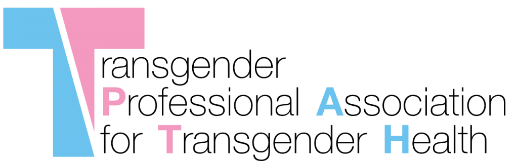 Transgender
Professional Association
for Transgender Health